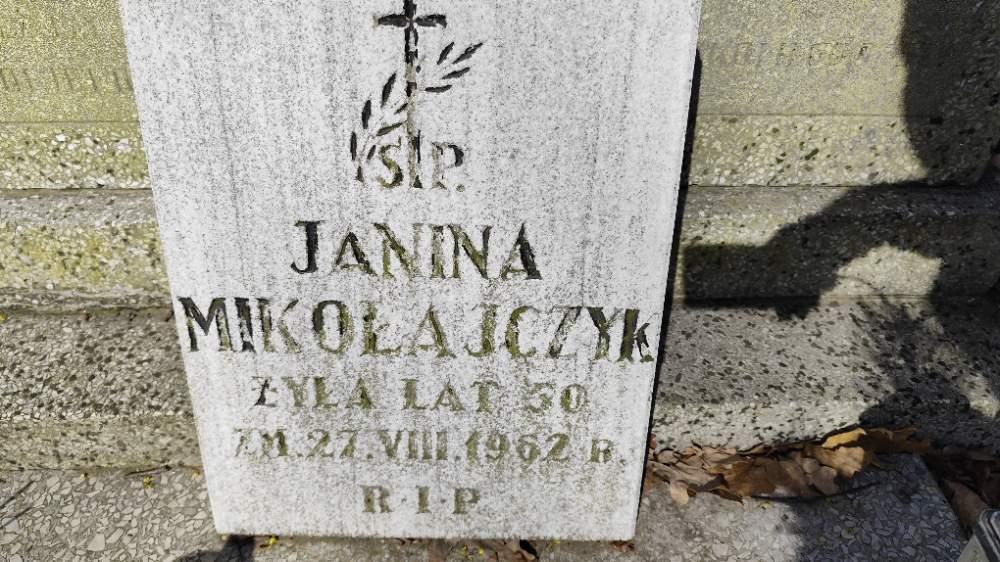 Ś.P.
JANINA
MIKOŁAJCZYK
ŻYŁA LAT 50
ZM. 27.VIII.1962 R.
R·I·P